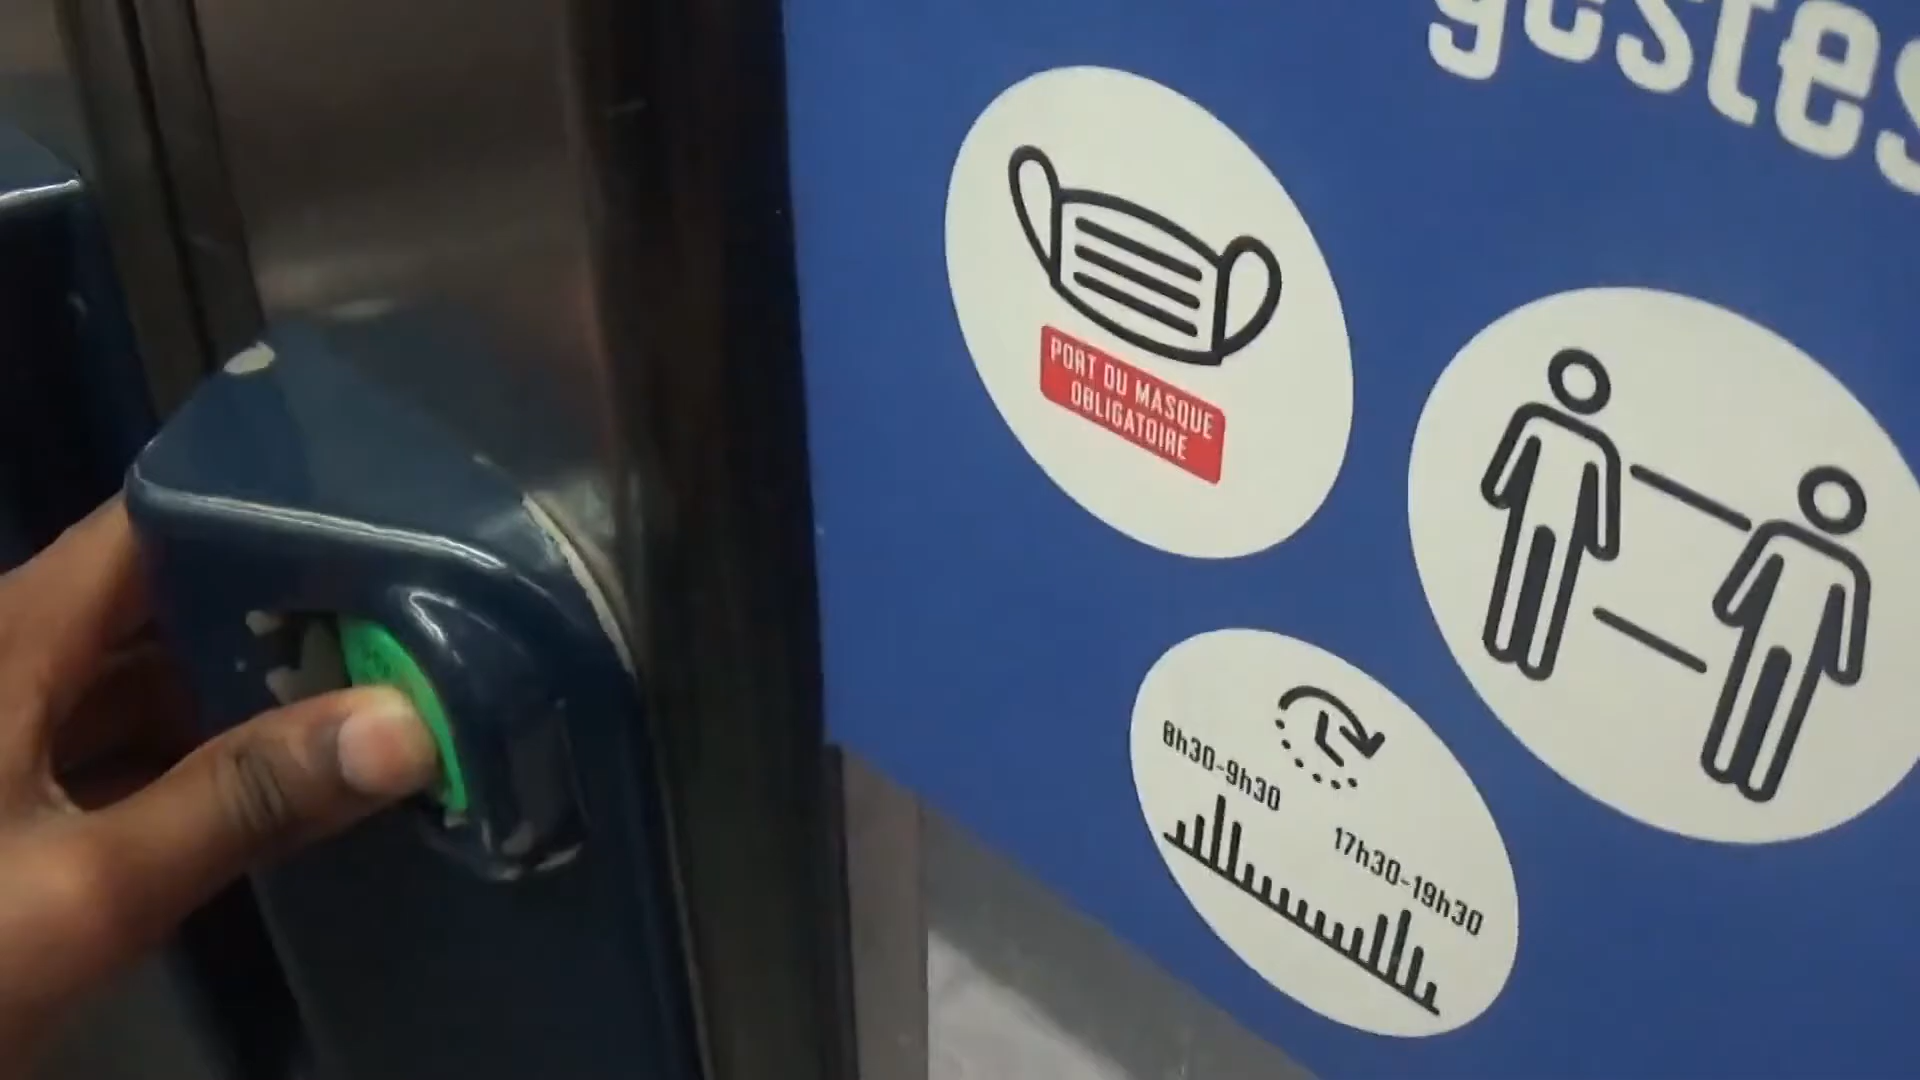 gestes
PORT DU MASQUE
OBLIGATOIRE
8h30-9h30
17h30-19h30